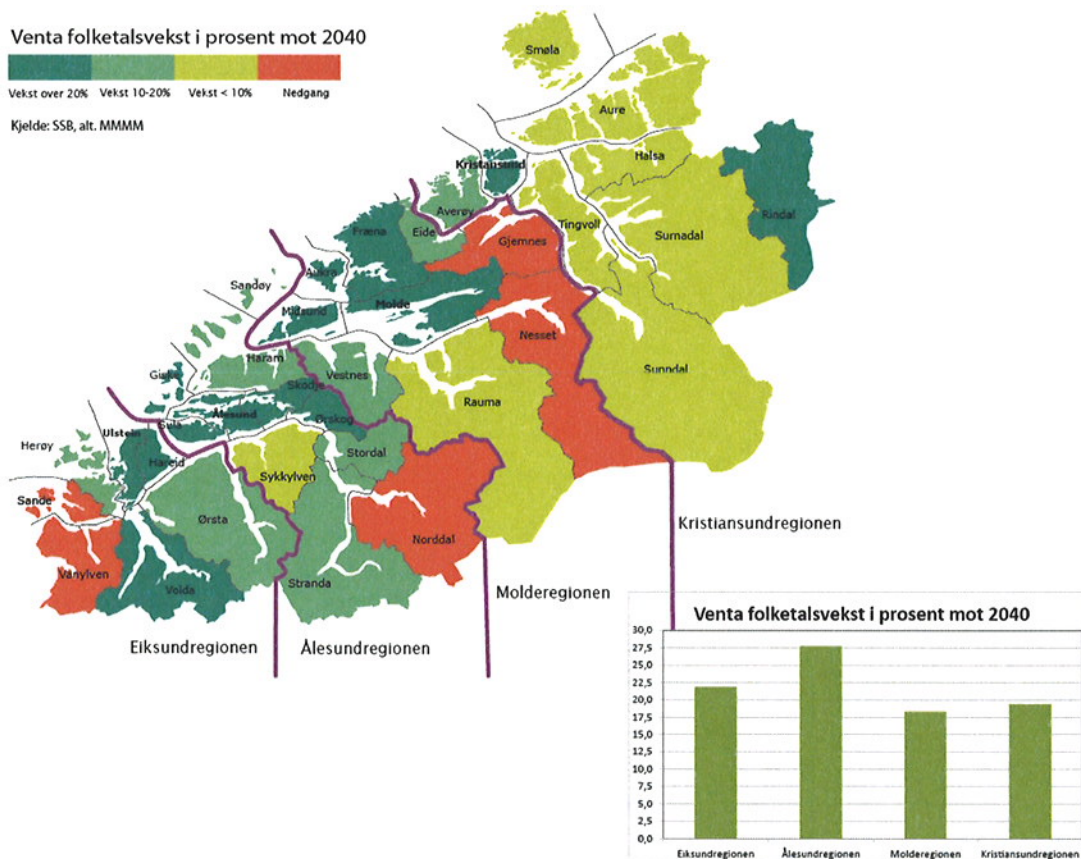 Venta folketalsvekst i prosent mot 2040
Vekst over 20% Vekst 10-20% Vekst < 10% Nedgang
Kjelde: SSB, alt. MMMM
Smøla
Aure
Halsa
Kristansund
Rindal
Averøy
Tingvoll
Surnadal
Fræna
Eide
Gjemnes
Aukra
Sandøy
Midsund
Molde
Nesset
Sunndal
Haram
Vestnes
Giske
Skodje
Rauma
Ålesund
Ørskog
Sula
Ulstein
Herøy
Hareid
Stordal
Sykkylven
Sande
Ørsta
Norddal
Vanylven
Volda
Stranda
Kristiansundregionen
Molderegionen
Eiksundregionen
Ålesundregionen
Venta folketalsvekst i prosent mot 2040
30,0
27,5
25,0
22,5
20,0
17,5
15,0
12,5
10,0
7,5
5,0
2,5
0,0
Eiksundregionen Ålesundregionen Molderegionen Kristiansundregionen